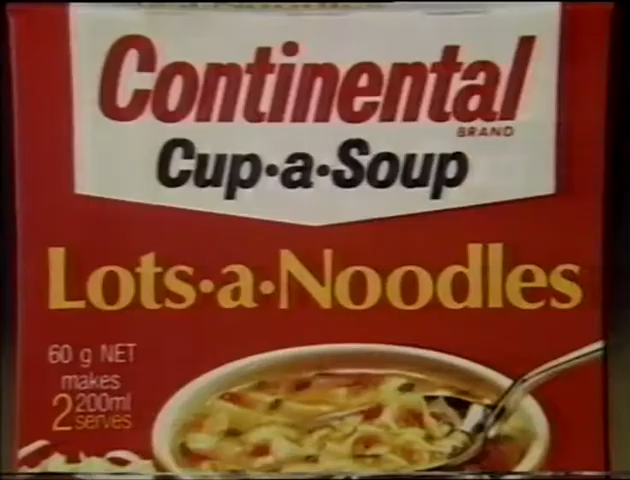 Continental
BRAND
Cup•a•Soup
Lots•a•Noodles
60 g NET
makes
2 200ml
serves